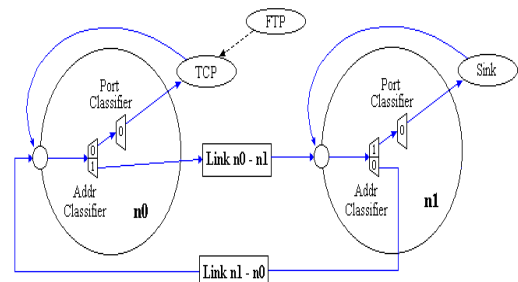 FTP
TCP
Port
Classifier
0
0
1
Addr
Classifier
n0
Link n0 - n1
Sink
Port
Classifier
0
1
0
Addr
Classifier
n1
Link n1 - n0